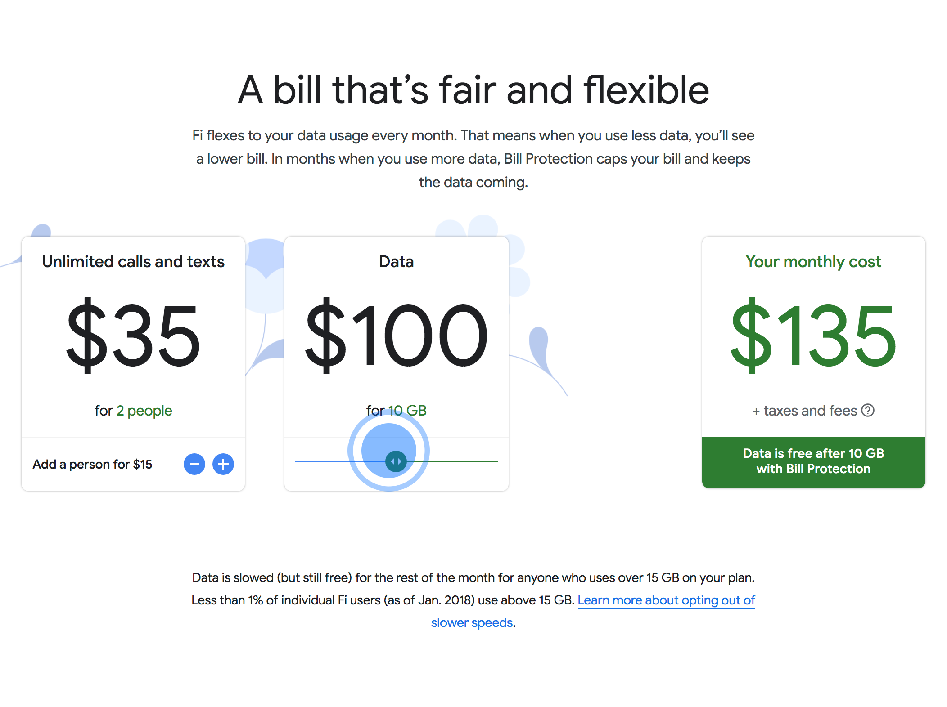 A bill that's fair and flexible
Fi flexes to your data usage every month. That means when you use less data, you'll see
a lower bill. In months when you use more data, Bill Protection caps your bill and keeps
the data coming.
Unlimited calls and texts
$35
for 2 people
Add a person for $15
Data
$100
for 10 GB
Your monthly cost
$135
+ taxes and fees
Data is free after 10 GB
with Bill Protection
Data is slowed (but still free) for the rest of the month for anyone who uses over 15 GB on your plan.
Less than 1% of individual Fi users (as of Jan. 2018) use above 15 GB. Learn more about opting out of
slower speeds.